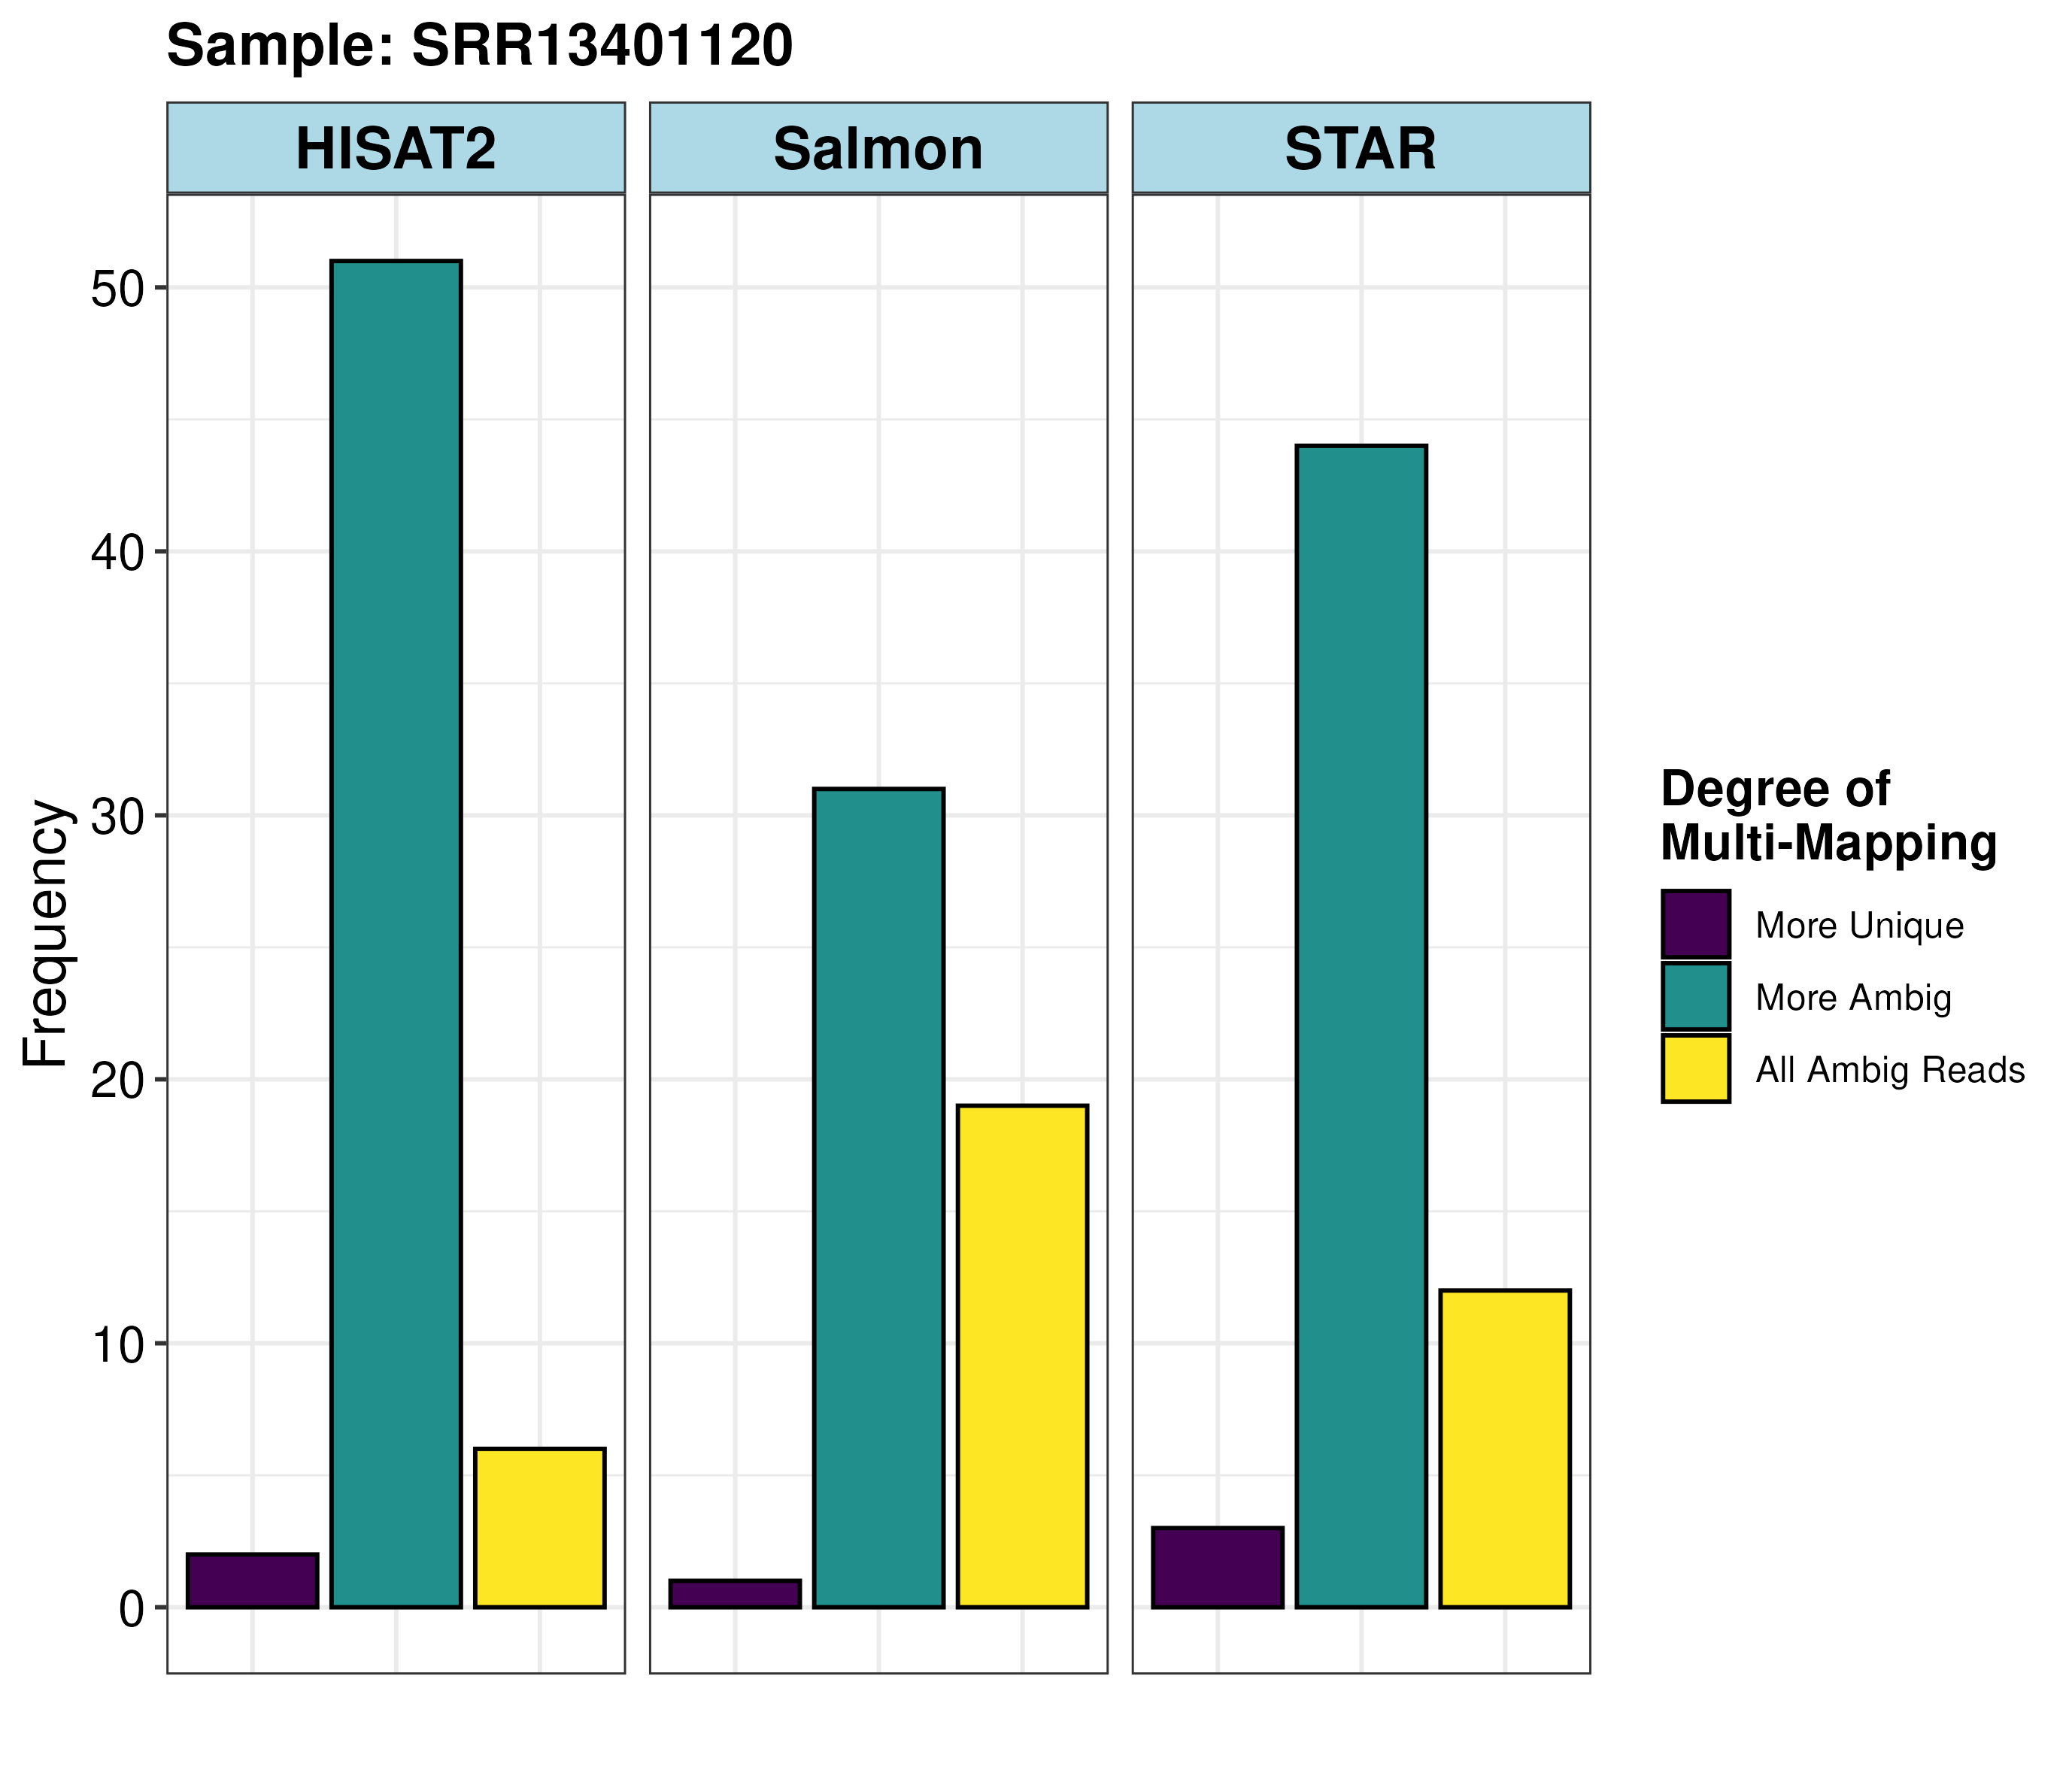 Sample: SRR13401120
HISAT2 Salmon STAR
50
40
30
20
10
0
Frequency
Degree of
Multi-Mapping
More Unique
More Ambig
All Ambig Reads